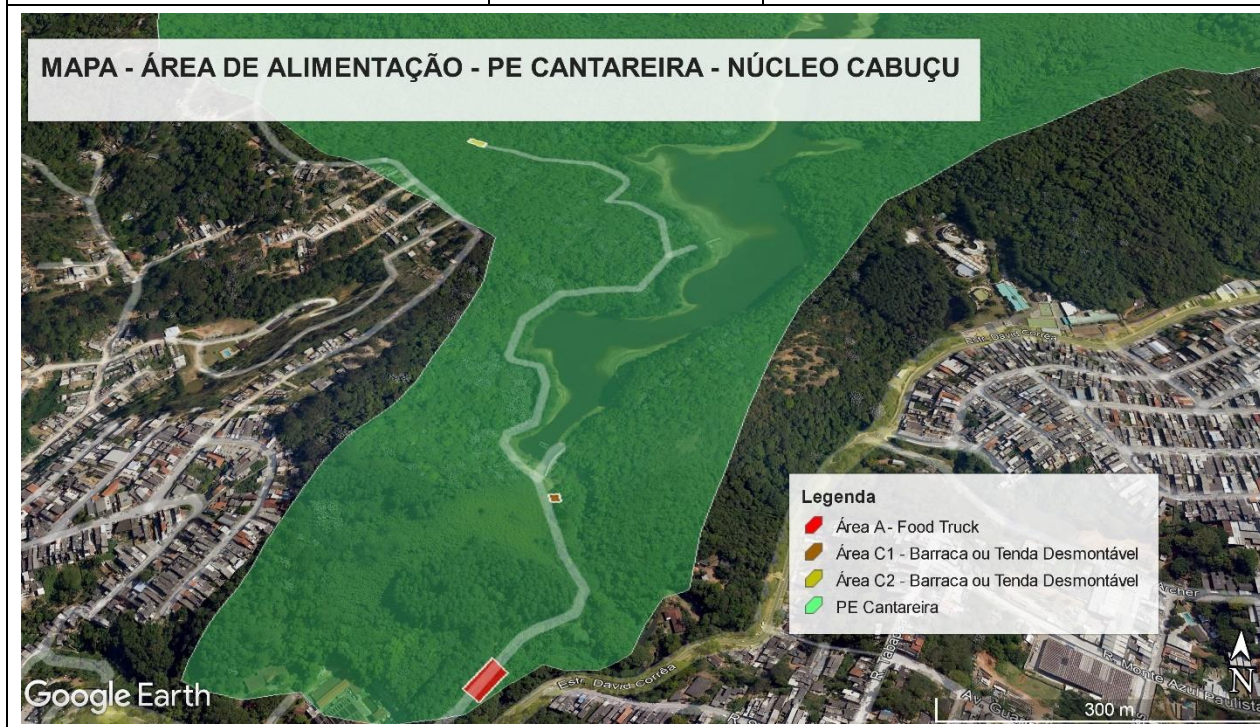 MAPA - ÁREA DE ALIMENTAÇÃO - PE CANTAREIRA - NÚCLEO CABUÇU
Estr. David Corrêa
Legenda
Área A - Food Truck
Área C1 - Barraca ou Tenda Desmontável
Área C2 - Barraca ou Tenda Desmontável
PE Cantareira
Archer
Estr. David Corrêa
R. Monte Azul Paulista
Google Earth
300 m
N